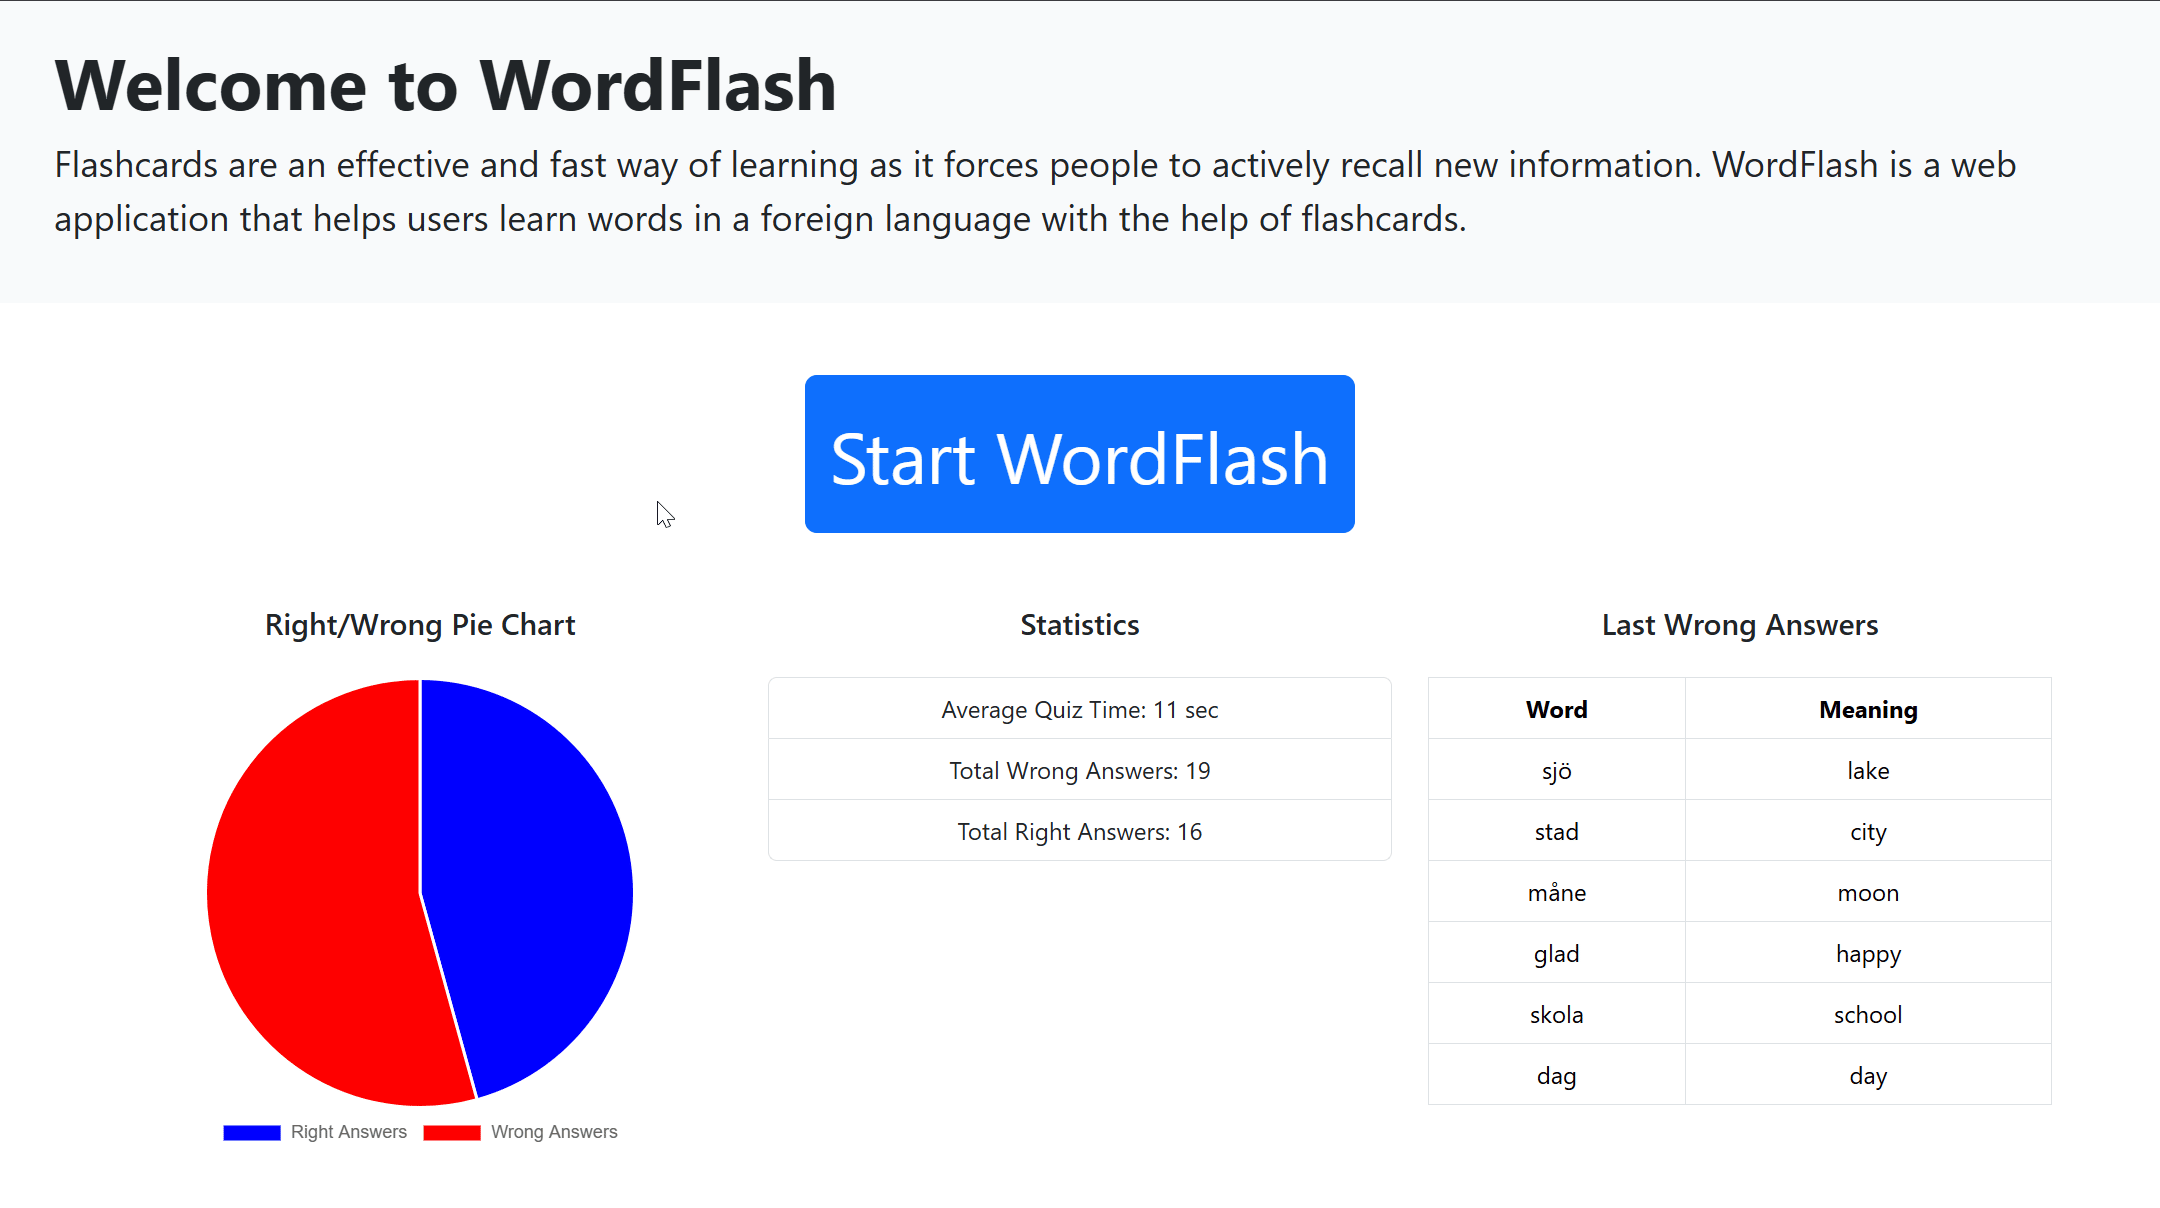 Welcome to WordFlash
Flashcards are an effective and fast way of learning as it forces people to actively recall new information. WordFlash is a web
application that helps users learn words in a foreign language with the help of flashcards.
Start WordFlash
Right/Wrong Pie Chart
Right Answers Wrong Answers
Statistics
Average Quiz Time: 11 sec
Total Wrong Answers: 19
Total Right Answers: 16
Last Wrong Answers
Word Meaning
sjö lake
stad city
måne moon
glad happy
skola school
dag day